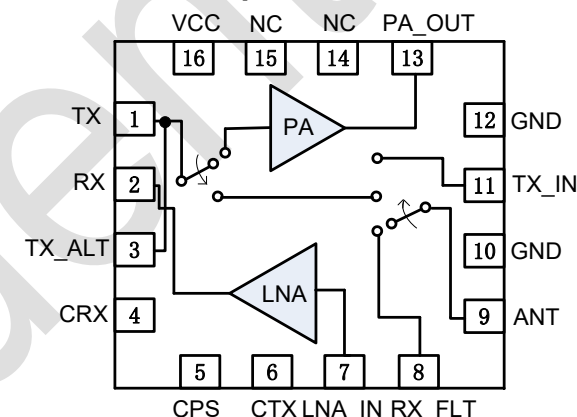 VCC NC NC PA_OUT
16 15 14 13
TX 1 PA 12 GND
RX 2 11 TX_IN
TX_ALT 3 10 GND
CRX 4 LNA 9 ANT
5 6 7 8
CPS CTX LNA_IN RX_FLT